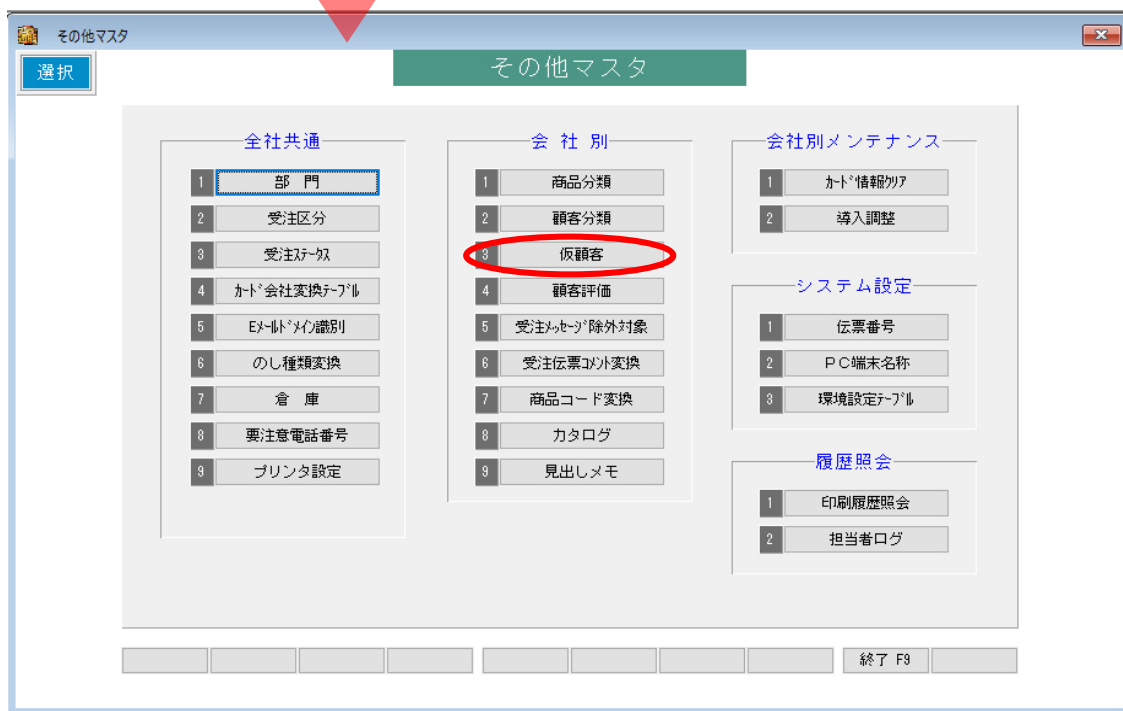 その他マスタ
選択
その他マスタ
全社共通
1 部 門
2 受注区分
3 受注ｽﾃｰﾀｽ
4 ｶｰﾄﾞ会社変換ﾃｰﾌﾞﾙ
5 Eﾒｰﾙﾄﾞﾒｲﾝ識別
6 のし種類変換
7 倉 庫
8 要注意電話番号
9 プリンタ設定
会 社 別
1 商品分類
2 顧客分類
3 仮顧客
4 顧客評価
5 受注ﾒｯｾｰｼﾞ除外対象
6 受注伝票ｺﾒﾝﾄ変換
7 商品コード変換
8 カタログ
9 見出しメモ
会社別メンテナンス
1 ｶｰﾄﾞ情報ｸﾘｱ
2 導入調整
システム設定
1 伝票番号
2 ＰＣ端末名称
3 環境設定ﾃｰﾌﾞﾙ
履歴照会
1 印刷履歴照会
2 担当者ログ
終了 F9